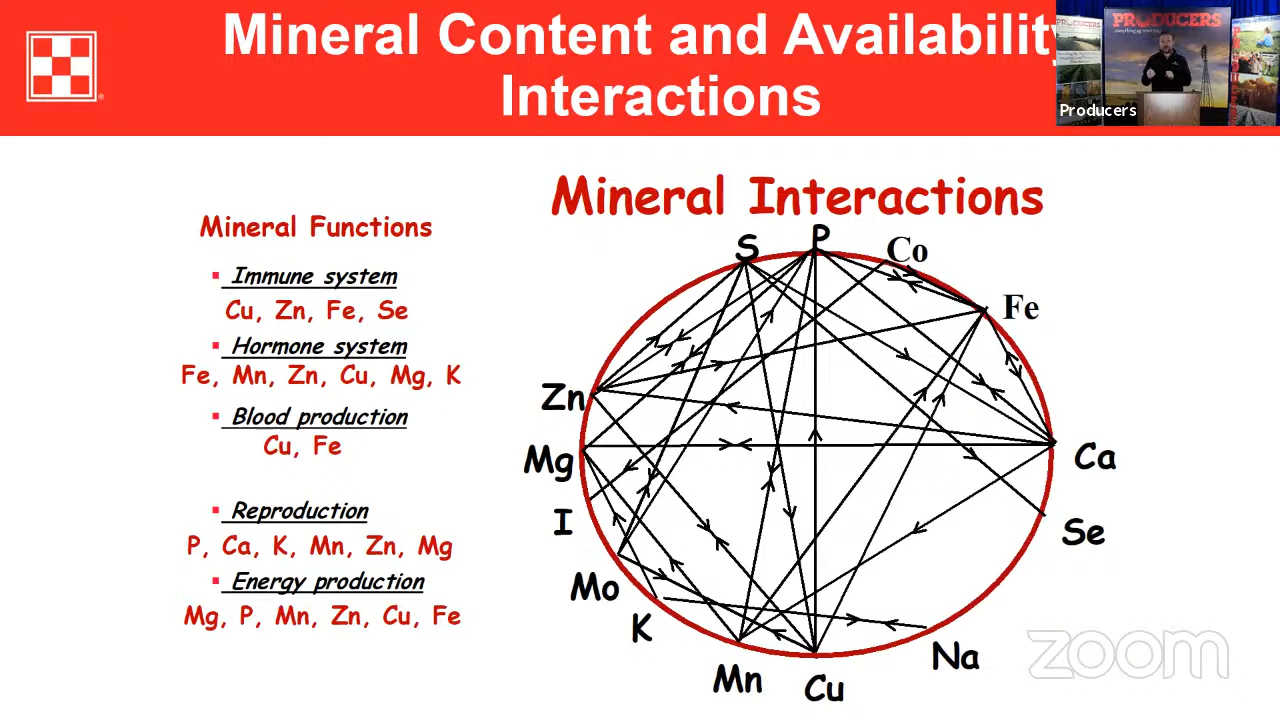 Mineral Content and Availability
Interactions
PRODUCERS
Producers
Mineral Interactions
Mineral Functions
Immune system
Cu, Zn, Fe, Se
Hormone system
Fe, Mn, Zn, Cu, Mg, K
Blood production
Cu, Fe
Reproduction
P, Ca, K, Mn, Zn, Mg
Energy production
Mg, P, Mn, Zn, Cu, Fe
S
P
Co
Fe
Zn
Mg
Ca
I
Se
Mo
K
Na
Mn
Cu
zoom